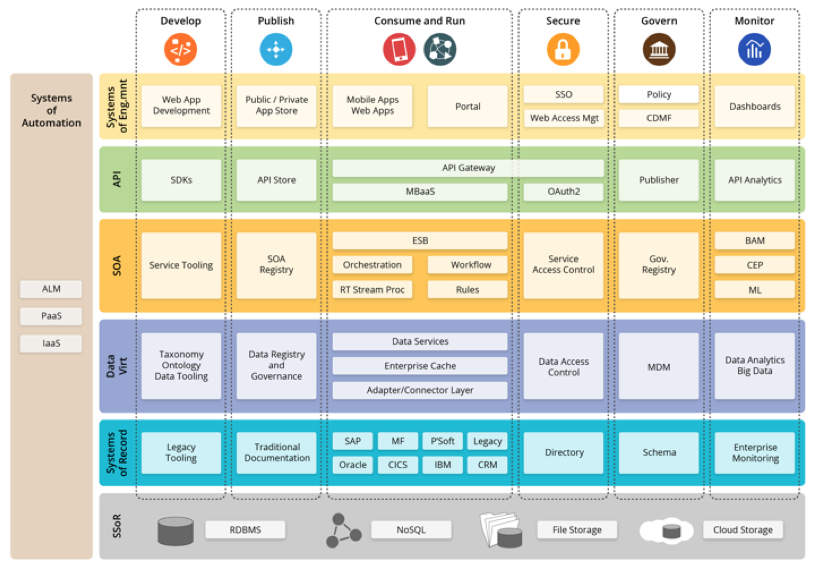 Develop
Publish
Consume and Run
Secure
Govern
Monitor
Systems
of
Automation
ALM
PaaS
IaaS
Systems
of Eng.mnt
Web App
Development
Public / Private
App Store
Mobile Apps
Web Apps
Portal
SSO
Web Access Mgt
Policy
CDMF
Dashboards
API
SDKs
API Store
API Gateway
MBaaS
OAuth2
Publisher
API Analytics
SOA
Service Tooling
SOA
Registry
ESB
Orchestration
Workflow
RT Stream Proc
Rules
Service
Access Control
Gov.
Registry
BAM
CEP
ML
Data
Virt
Taxonomy
Ontology
Data Tooling
Data Registry
and
Governance
Data Services
Enterprise Cache
Adapter/Connector Layer
Data Access
Control
MDM
Data Analytics
Big Data
Systems
of Record
Legacy
Tooling
Traditional
Documentation
SAP
MF
P'Soft
Legacy
Oracle
CICS
IBM
CRM
Directory
Schema
Enterprise
Monitoring
SSoR
RDBMS
NoSQL
File Storage
Cloud Storage